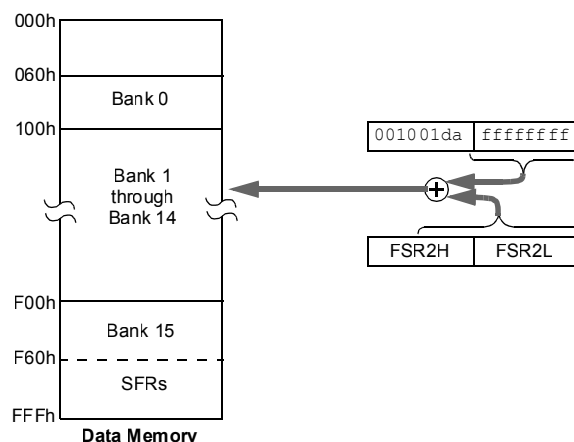 000h
060h
Bank 0
100h
001001da ffffffff
Bank 1
through
Bank 14
+
FSR2H FSR2L
F00h
Bank 15
F60h
SFRs
FFFh
Data Memory